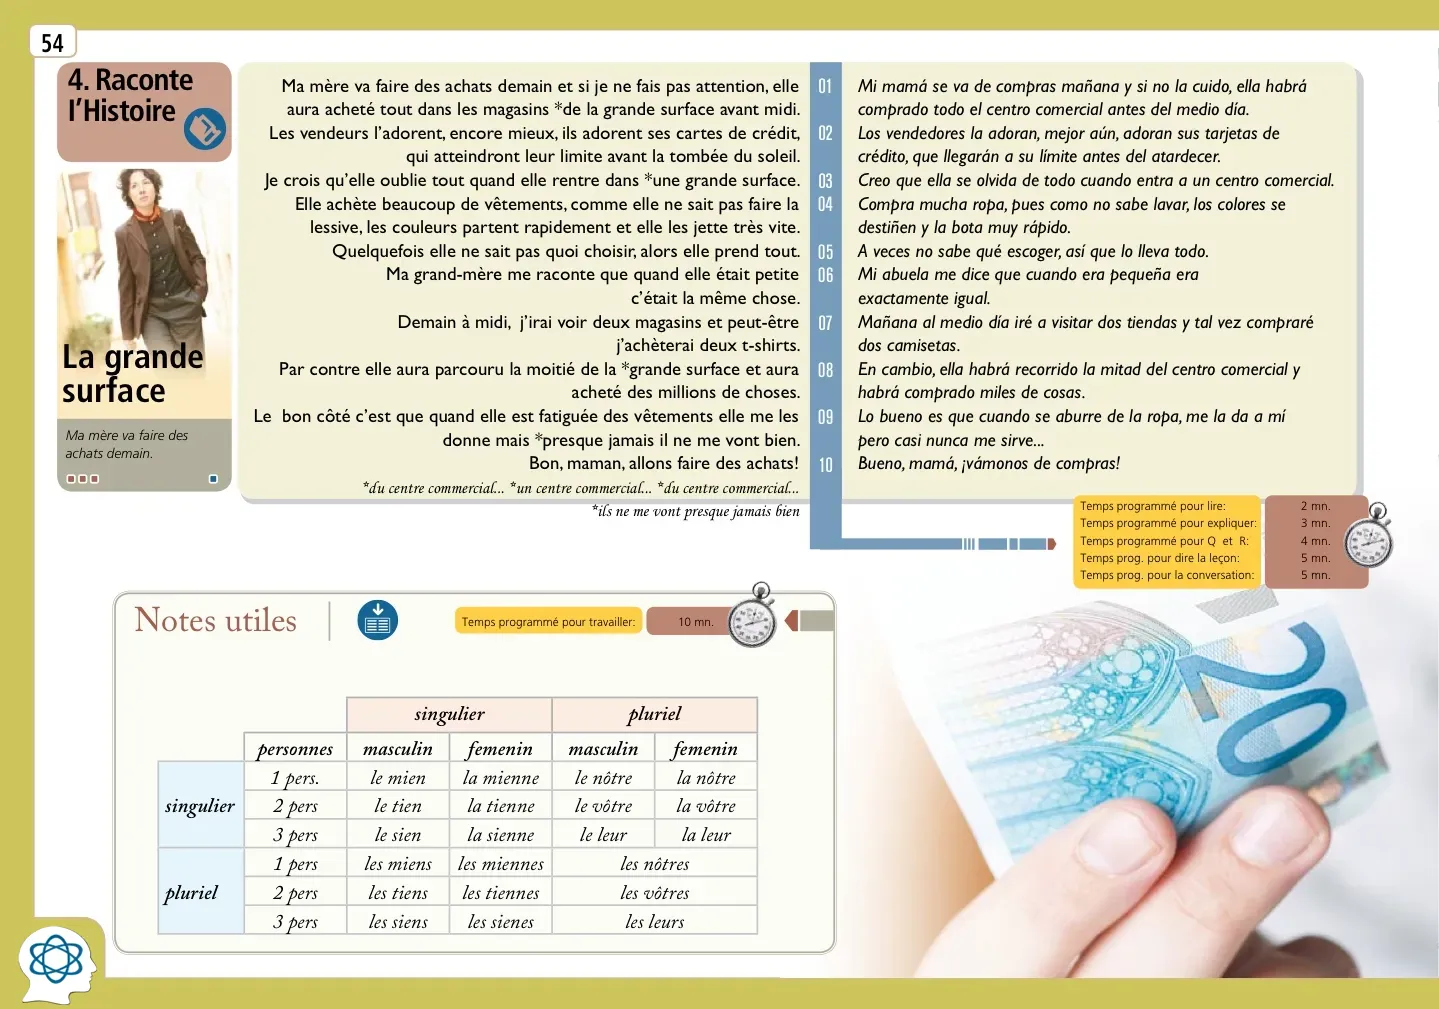 54
4. Raconte
l’Histoire
La grande
surface
Ma mère va faire des
achats demain.
Ma mère va faire des achats demain et si je ne fais pas attention, elle
aura acheté tout dans les magasins *de la grande surface avant midi.
Les vendeurs l’adorent, encore mieux, ils adorent ses cartes de crédit,
qui atteindront leur limite avant la tombée du soleil.
Je crois qu’elle oublie tout quand elle rentre dans *une grande surface.
Elle achète beaucoup de vêtements, comme elle ne sait pas faire la
lessive, les couleurs partent rapidement et elle les jette très vite.
Quelquefois elle ne sait pas quoi choisir, alors elle prend tout.
Ma grand-mère me raconte que quand elle était petite
c’était la même chose.
Demain à midi, j’irai voir deux magasins et peut-être
j’achèterai deux t-shirts.
Par contre elle aura parcouru la moitié de la *grande surface et aura
acheté des millions de choses.
Le bon côté c’est que quand elle est fatiguée des vêtements elle me les
donne mais *presque jamais il ne me vont bien.
Bon, maman, allons faire des achats!
*du centre commercial... *un centre commercial... *du centre commercial...
*ils ne me vont presque jamais bien
01
02
03
04
05
06
07
08
09
10
Mi mamá se va de compras mañana y si no la cuido, ella habrá
comprado todo el centro comercial antes del medio día.
Los vendedores la adoran, mejor aún, adoran sus tarjetas de
crédito, que llegarán a su límite antes del atardecer.
Creo que ella se olvida de todo cuando entra a un centro comercial.
Compra mucha ropa, pues como no sabe lavar, los colores se
destiñen y la bota muy rápido.
A veces no sabe qué escoger, así que lo lleva todo.
Mi abuela me dice que cuando era pequeña era
exactamente igual.
Mañana al medio día iré a visitar dos tiendas y tal vez compraré
dos camisetas.
En cambio, ella habrá recorrido la mitad del centro comercial y
habrá comprado miles de cosas.
Lo bueno es que cuando se aburre de la ropa, me la da a mí
pero casi nunca me sirve...
Bueno, mamá, ¡vámonos de compras!
Temps programmé pour lire: 2 mn.
Temps programmé pour expliquer: 3 mn.
Temps programmé pour Q et R: 4 mn.
Temps prog. pour dire la leçon: 5 mn.
Temps prog. pour la conversation: 5 mn.
Notes utiles
Temps programmé pour travailler: 10 mn.
singulier pluriel
personnes masculin femenin masculin femenin
singulier
1 pers. le mien la mienne le nôtre la nôtre
2 pers le tien la tienne le vôtre la vôtre
3 pers le sien la sienne le leur la leur
pluriel
1 pers les miens les miennes les nôtres
2 pers les tiens les tiennes les vôtres
3 pers les siens les sienes les leurs
20